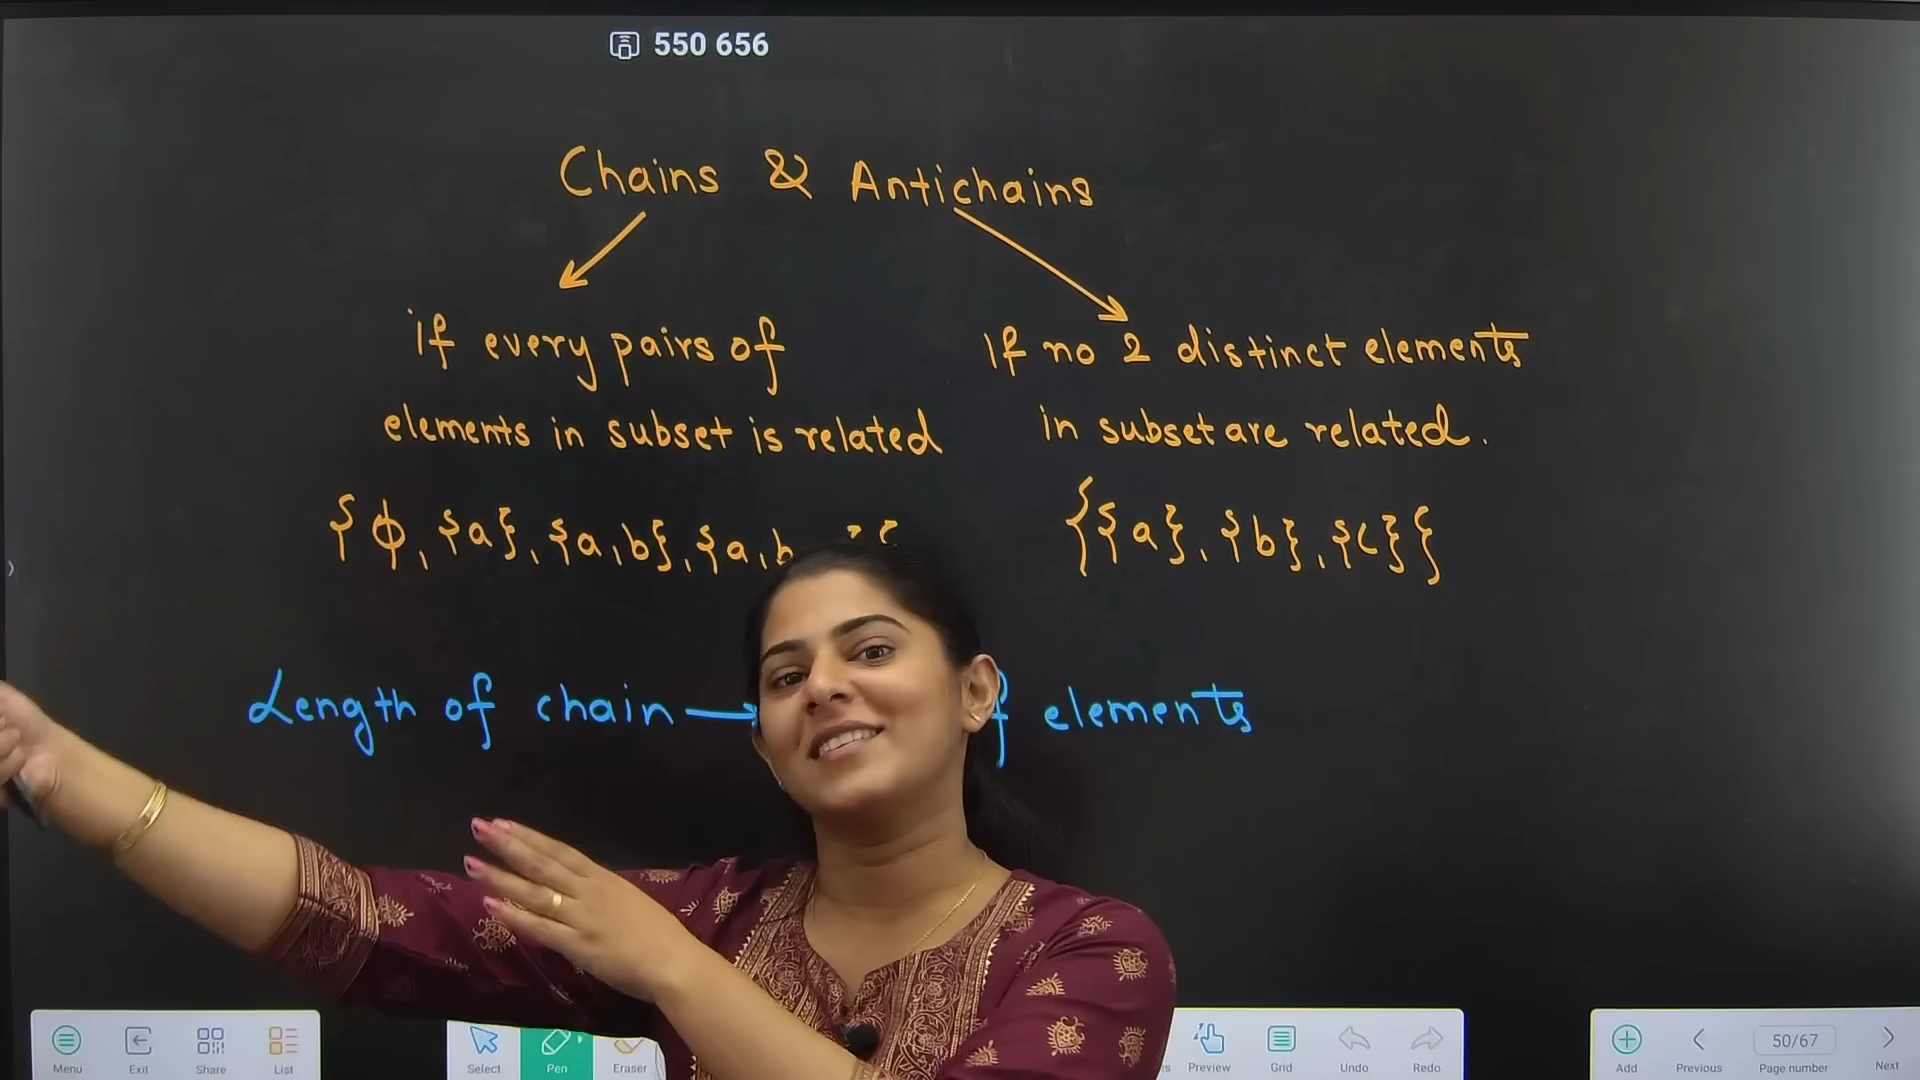 550 656
Chains & Antichains
if every pairs of
elements in subset is related
{ϕ, {a}, {a,b}, {a,b
If no 2 distinct elements
in subset are related.
{{a}, {b}, {c}}
Length of chain → f elements
Menu Exit Share List
Select Pen Eraser
Preview Grid Undo Redo
50/67
Add Previous Page number Next